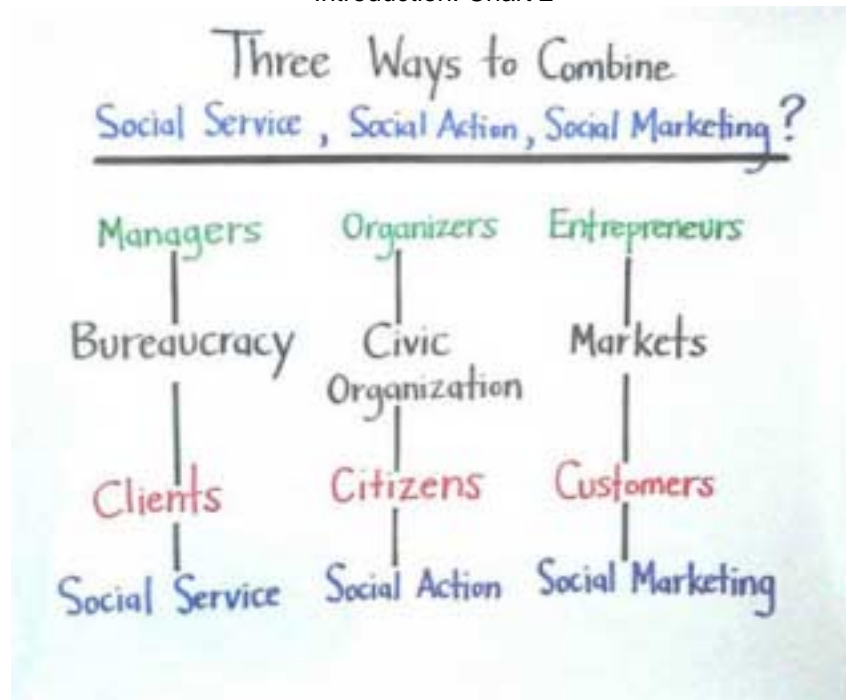 Introduction: Chart 2
Three Ways to Combine
Social Service, Social Action, Social Marketing?
Managers Organizers Entrepreneurs
Bureaucracy Civic Organization Markets
Clients Citizens Customers
Social Service Social Action Social Marketing